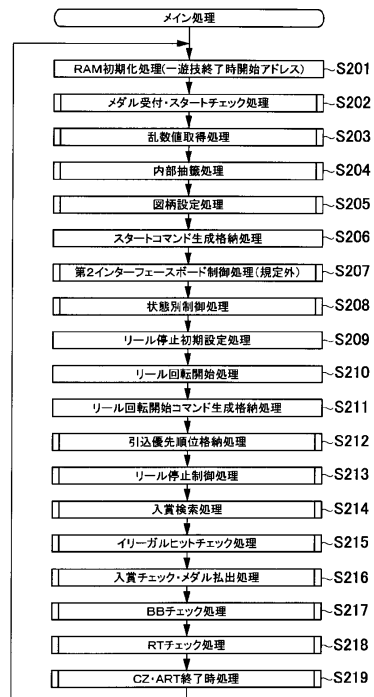 メイン処理
RAM初期化処理(一遊技終了時開始アドレス) S201
メダル受付・スタートチェック処理 S202
乱数値取得処理 S203
内部抽籤処理 S204
図柄設定処理 S205
スタートコマンド生成格納処理 S206
第2インターフェースボード制御処理(規定外) S207
状態別制御処理 S208
リール停止初期設定処理 S209
リール回転開始処理 S210
リール回転開始コマンド生成格納処理 S211
引込優先順位格納処理 S212
リール停止制御処理 S213
入賞検索処理 S214
イリーガルヒットチェック処理 S215
入賞チェック・メダル払出処理 S216
BBチェック処理 S217
RTチェック処理 S218
CZ・ART終了時処理 S219